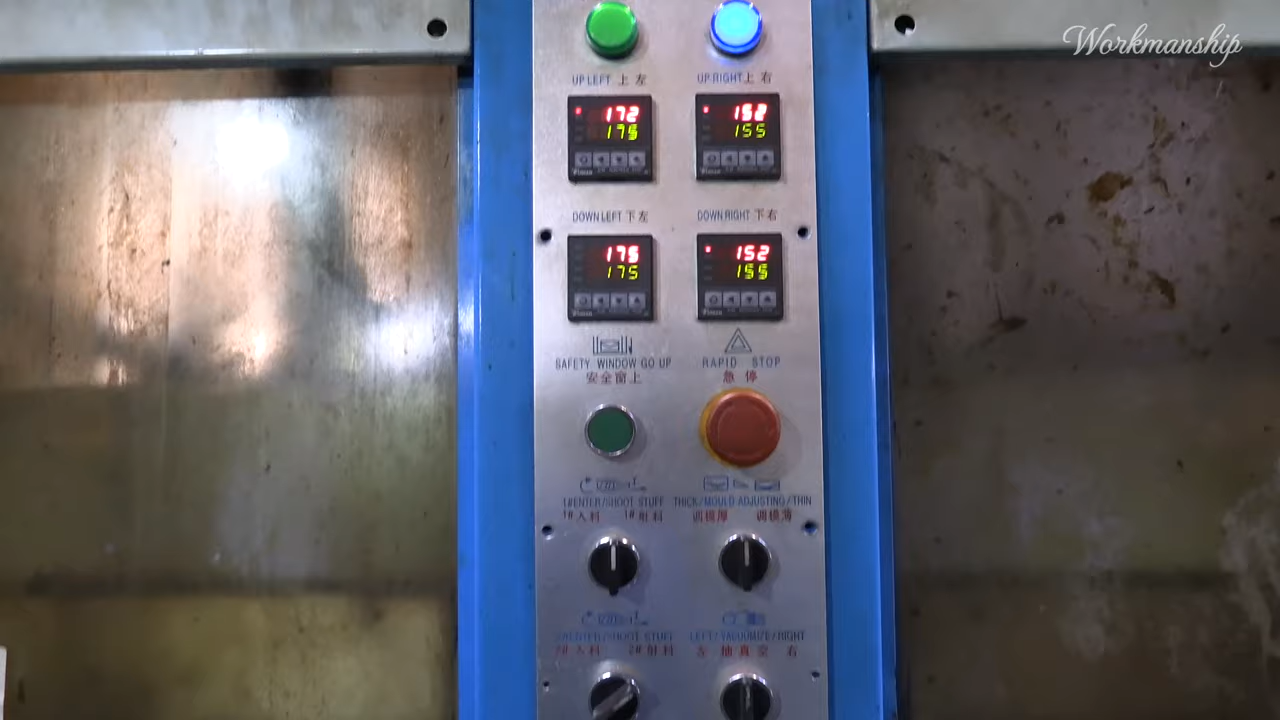 Workmanship
UP LEFT 上 左
UP RIGHT 上 右
172
175
152
155
DOWN LEFT 下 左
DOWN RIGHT 下 右
175
175
152
155
SAFETY WINDOW GO UP
安全窗上
RAPID STOP
急 停
1#ENTER/SHOOT STUFF
1# 入 料 1# 射 料
THICK/MOULD ADJUSTING/THIN
调模厚 调模薄
2#ENTER/SHOOT STUFF
2# 入 料 2# 射 料
LEFT/VACUUMIZE/RIGHT
左 抽 真 空 右